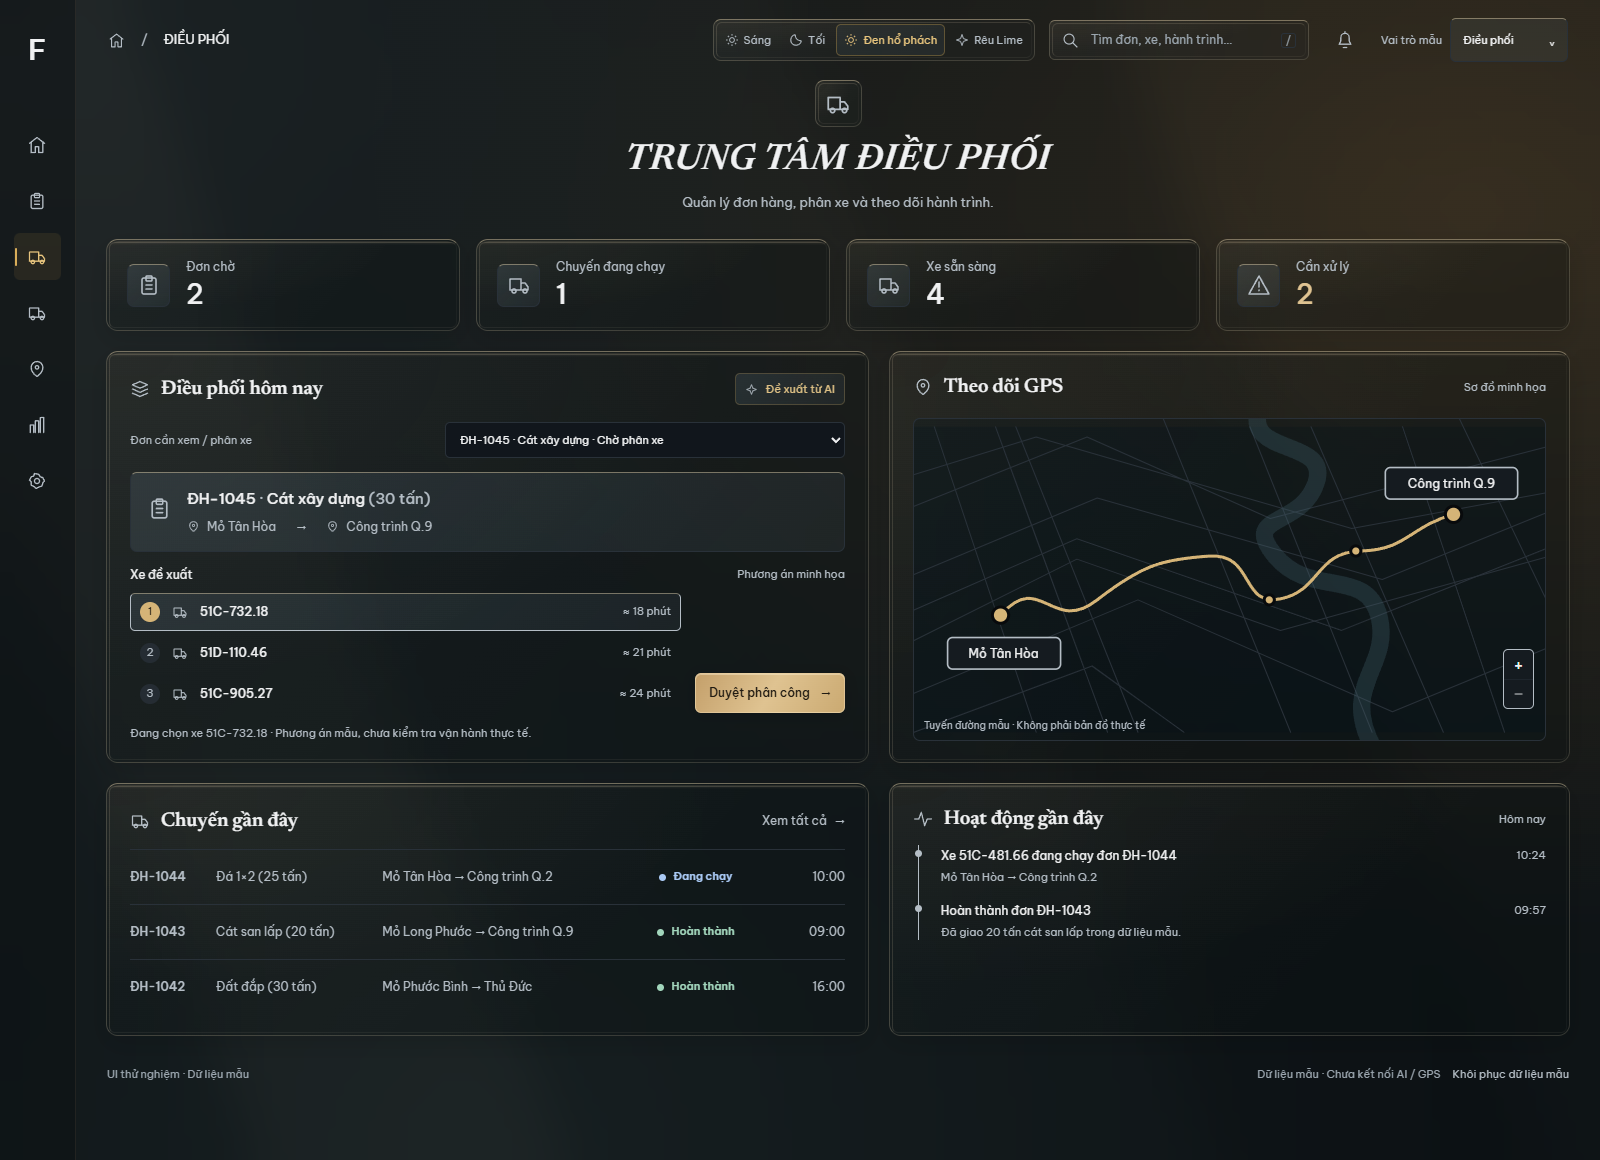 F
/ ĐIỀU PHỐI
Sáng Tối Đen hổ phách Rêu Lime
Tìm đơn, xe, hành trình... /
Vai trò mẫu Điều phối
TRUNG TÂM ĐIỀU PHỐI
Quản lý đơn hàng, phân xe và theo dõi hành trình.
Đơn chờ
2
Chuyến đang chạy
1
Xe sẵn sàng
4
Cần xử lý
2
Điều phối hôm nay
Đề xuất từ AI
Đơn cần xem / phân xe
ĐH-1045 · Cát xây dựng · Chờ phân xe
ĐH-1045 · Cát xây dựng (30 tấn)
Mỏ Tân Hòa → Công trình Q.9
Xe đề xuất
Phương án minh họa
1 51C-732.18 ≈ 18 phút
2 51D-110.46 ≈ 21 phút
3 51C-905.27 ≈ 24 phút
Duyệt phân công →
Đang chọn xe 51C-732.18 · Phương án mẫu, chưa kiểm tra vận hành thực tế.
Theo dõi GPS
Sơ đồ minh họa
Công trình Q.9
Mỏ Tân Hòa
+
−
Tuyến đường mẫu · Không phải bản đồ thực tế
Chuyến gần đây
Xem tất cả →
ĐH-1044 Đá 1×2 (25 tấn) Mỏ Tân Hòa → Công trình Q.2 Đang chạy 10:00
ĐH-1043 Cát san lấp (20 tấn) Mỏ Long Phước → Công trình Q.9 Hoàn thành 09:00
ĐH-1042 Đất đắp (30 tấn) Mỏ Phước Bình → Thủ Đức Hoàn thành 16:00
Hoạt động gần đây
Hôm nay
Xe 51C-481.66 đang chạy đơn ĐH-1044 10:24
Mỏ Tân Hòa → Công trình Q.2
Hoàn thành đơn ĐH-1043 09:57
Đã giao 20 tấn cát san lấp trong dữ liệu mẫu.
UI thử nghiệm · Dữ liệu mẫu
Dữ liệu mẫu · Chưa kết nối AI / GPS Khôi phục dữ liệu mẫu